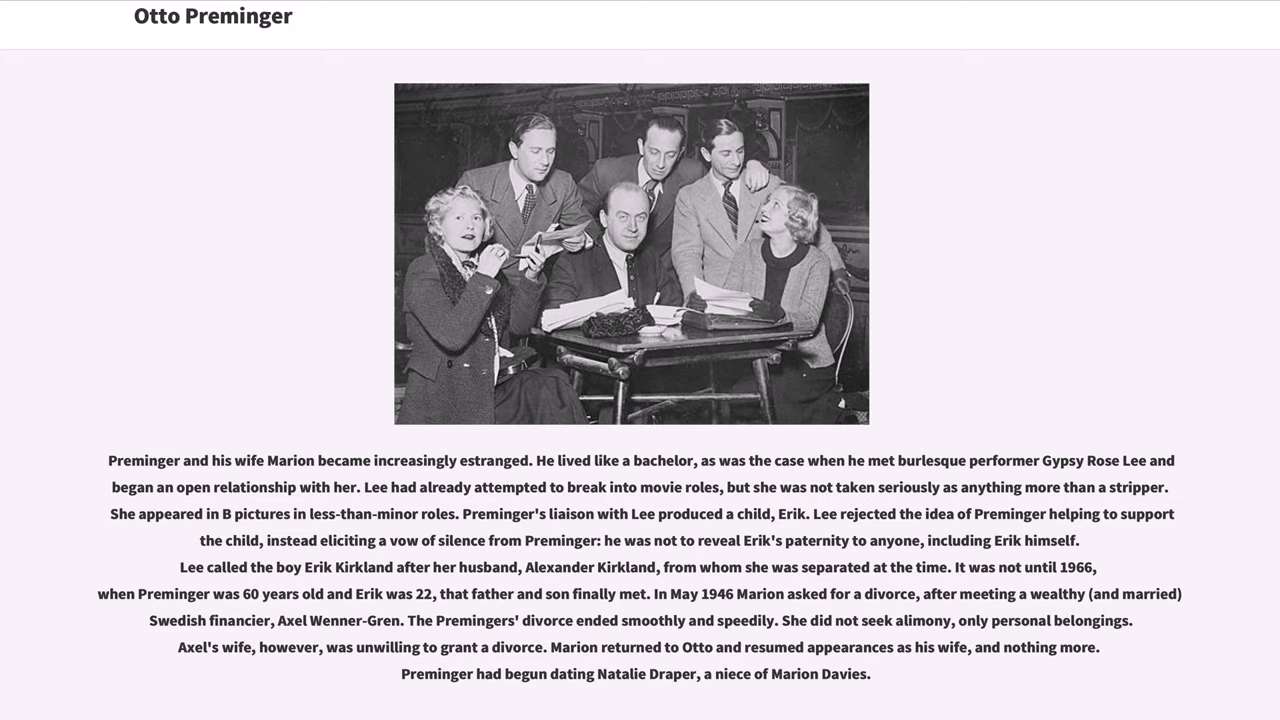 Otto Preminger
Preminger and his wife Marion became increasingly estranged. He lived like a bachelor, as was the case when he met burlesque performer Gypsy Rose Lee and
began an open relationship with her. Lee had already attempted to break into movie roles, but she was not taken seriously as anything more than a stripper.
She appeared in B pictures in less-than-minor roles. Preminger's liaison with Lee produced a child, Erik. Lee rejected the idea of Preminger helping to support
the child, instead eliciting a vow of silence from Preminger: he was not to reveal Erik's paternity to anyone, including Erik himself.
Lee called the boy Erik Kirkland after her husband, Alexander Kirkland, from whom she was separated at the time. It was not until 1966,
when Preminger was 60 years old and Erik was 22, that father and son finally met. In May 1946 Marion asked for a divorce, after meeting a wealthy (and married)
Swedish financier, Axel Wenner-Gren. The Premingers' divorce ended smoothly and speedily. She did not seek alimony, only personal belongings.
Axel's wife, however, was unwilling to grant a divorce. Marion returned to Otto and resumed appearances as his wife, and nothing more.
Preminger had begun dating Natalie Draper, a niece of Marion Davies.